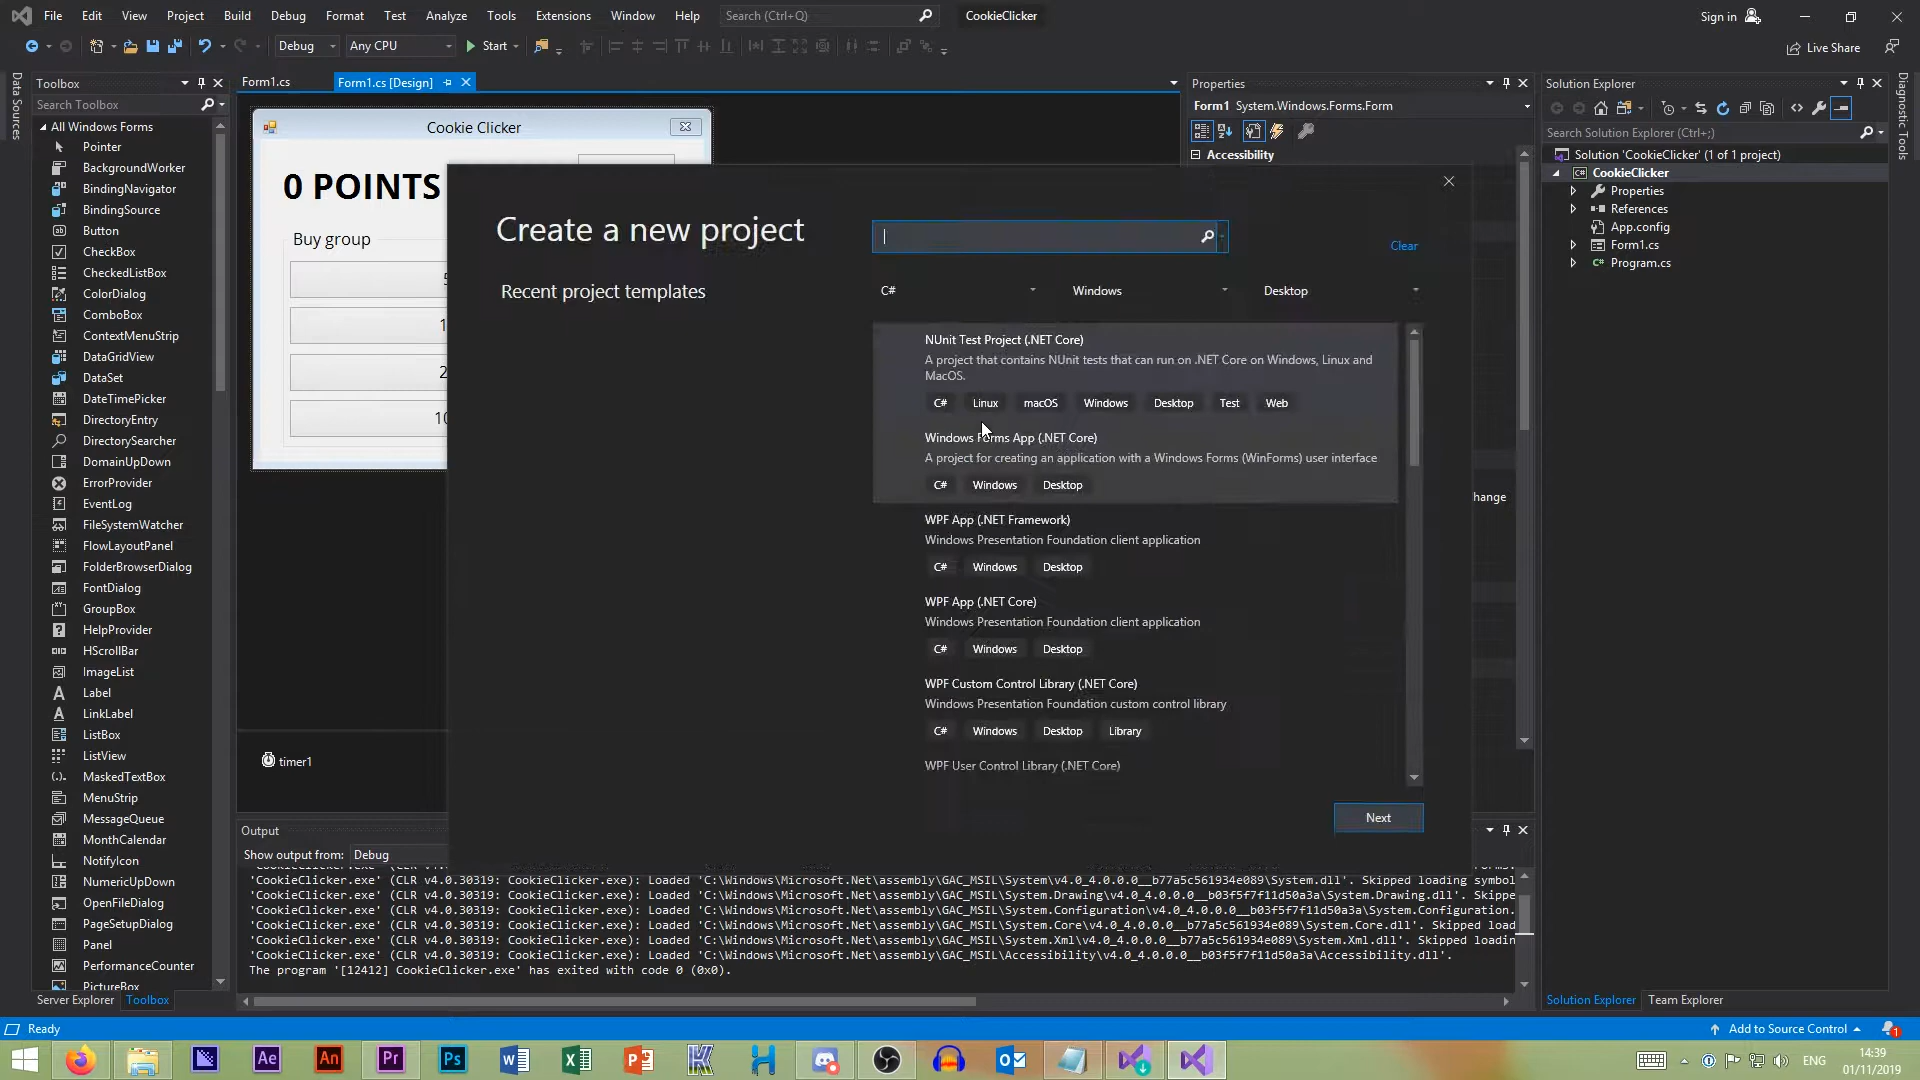 File Edit View Project Build Debug Format Test Analyze Tools Extensions Window Help Search (Ctrl+Q) CookieClicker Sign in
Debug Any CPU Start Live Share
Data Sources
Toolbox
Search Toolbox
All Windows Forms
Pointer
BackgroundWorker
BindingNavigator
BindingSource
Button
CheckBox
CheckedListBox
ColorDialog
ComboBox
ContextMenuStrip
DataGridView
DataSet
DateTimePicker
DirectoryEntry
DirectorySearcher
DomainUpDown
ErrorProvider
EventLog
FileSystemWatcher
FlowLayoutPanel
FolderBrowserDialog
FontDialog
GroupBox
HelpProvider
HScrollBar
ImageList
Label
LinkLabel
ListBox
ListView
MaskedTextBox
MenuStrip
MessageQueue
MonthCalendar
NotifyIcon
NumericUpDown
OpenFileDialog
PageSetupDialog
Panel
PerformanceCounter
PictureBox
Server Explorer Toolbox
Form1.cs Form1.cs [Design]
Cookie Clicker
0 POINTS
Buy group
5
1
2
10
timer1
Create a new project
Recent project templates
Clear
C# Windows Desktop
NUnit Test Project (.NET Core)
A project that contains NUnit tests that can run on .NET Core on Windows, Linux and
MacOS.
C# Linux macOS Windows Desktop Test Web
Windows Forms App (.NET Core)
A project for creating an application with a Windows Forms (WinForms) user interface
C# Windows Desktop
WPF App (.NET Framework)
Windows Presentation Foundation client application
C# Windows Desktop
WPF App (.NET Core)
Windows Presentation Foundation client application
C# Windows Desktop
WPF Custom Control Library (.NET Core)
Windows Presentation Foundation custom control library
C# Windows Desktop Library
WPF User Control Library (.NET Core)
Next
Output
Show output from: Debug
'CookieClicker.exe' (CLR v4.0.30319: CookieClicker.exe): Loaded 'C:\Windows\Microsoft.Net\assembly\GAC_MSIL\System\v4.0_4.0.0.0__b77a5c561934e089\System.dll'. Skipped loading symbol
'CookieClicker.exe' (CLR v4.0.30319: CookieClicker.exe): Loaded 'C:\Windows\Microsoft.Net\assembly\GAC_MSIL\System.Drawing\v4.0_4.0.0.0__b03f5f7f11d50a3a\System.Drawing.dll'. Skippe
'CookieClicker.exe' (CLR v4.0.30319: CookieClicker.exe): Loaded 'C:\Windows\Microsoft.Net\assembly\GAC_MSIL\System.Configuration\v4.0_4.0.0.0__b03f5f7f11d50a3a\System.Configuration.
'CookieClicker.exe' (CLR v4.0.30319: CookieClicker.exe): Loaded 'C:\Windows\Microsoft.Net\assembly\GAC_MSIL\System.Core\v4.0_4.0.0.0__b77a5c561934e089\System.Core.dll'. Skipped load
'CookieClicker.exe' (CLR v4.0.30319: CookieClicker.exe): Loaded 'C:\Windows\Microsoft.Net\assembly\GAC_MSIL\System.Xml\v4.0_4.0.0.0__b77a5c561934e089\System.Xml.dll'. Skipped loadin
'CookieClicker.exe' (CLR v4.0.30319: CookieClicker.exe): Loaded 'C:\Windows\Microsoft.Net\assembly\GAC_MSIL\Accessibility\v4.0_4.0.0.0__b03f5f7f11d50a3a\Accessibility.dll'.
The program '[12412] CookieClicker.exe' has exited with code 0 (0x0).
Properties
Form1 System.Windows.Forms.Form
Accessibility
hange
Solution Explorer
Search Solution Explorer (Ctrl+;)
Solution 'CookieClicker' (1 of 1 project)
CookieClicker
Properties
References
App.config
Form1.cs
Program.cs
Solution Explorer Team Explorer
Diagnostic Tools
Ready Add to Source Control 1
Ae An Pr Ps ENG 14:39
01/11/2019